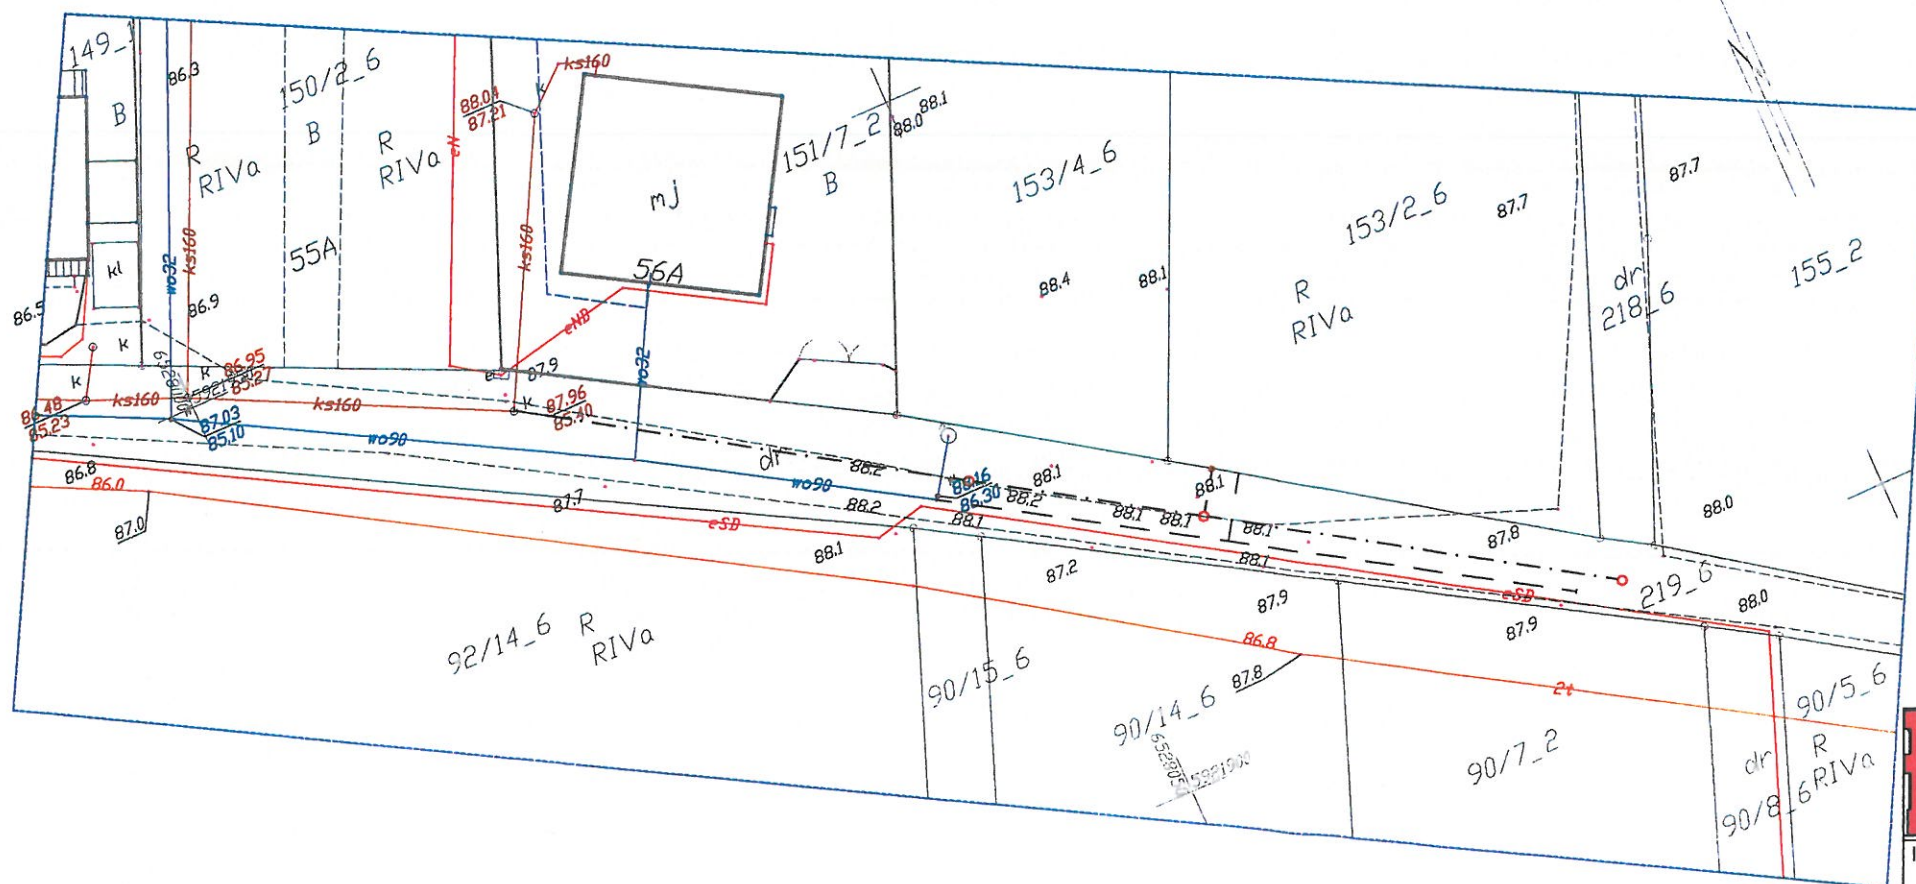 149_1
B
86.3
R
RIVa
wo32
ks160
86.9
kl
86.5
k
k
k
150/2_6
B
55A
R
RIVa
eN
88.04
87.21
k
ks160
ks160
mj
56A
eNB
wo32
87.9
e
k
151/7_2
B
88.1
88.0
153/4_6
88.4
88.1
153/2_6
87.7
R
RIVa
dr
218_6
87.7
155_2
N
88.0
86.95
85.27
86.48
85.23
ks160
ks160
87.03
85.10
87.96
85.40
wo90
dr
88.2
wo90
88.16
86.30
88.1
88.2
88.1
88.1
88.1
88.1
87.8
86.8
86.0
87.0
87.7
eSD
88.2
88.1
88.1
88.1
87.2
87.9
eSD
87.9
219_6
88.0
86.8
87.8
2t
92/14_6
R
RIVa
90/15_6
90/14_6
5921900
90/7_2
dr
90/8_6
90/5_6
R
RIVa